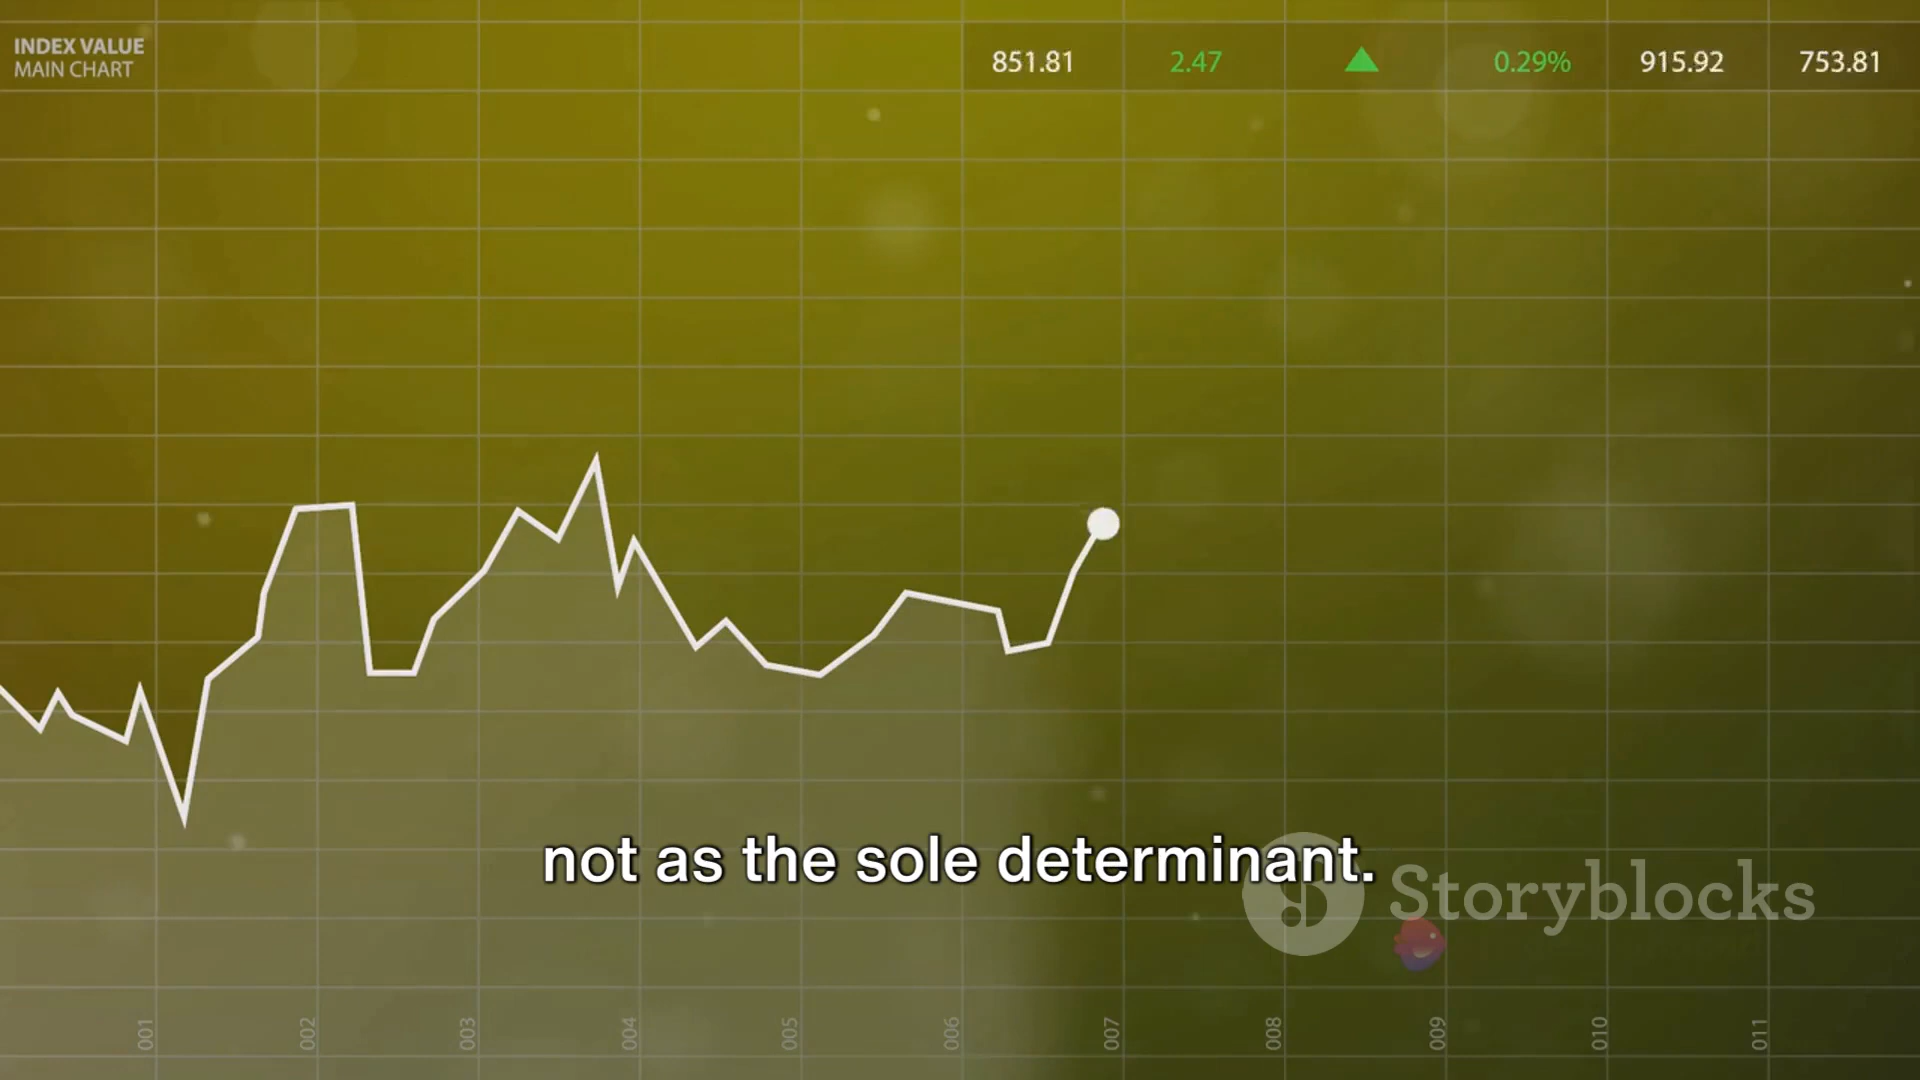 INDEX VALUE
MAIN CHART
851.81 2.47 0.29% 915.92 753.81
not as the sole determinant.
Storyblocks
001 002 003 004 005 006 007 008 009 010 011